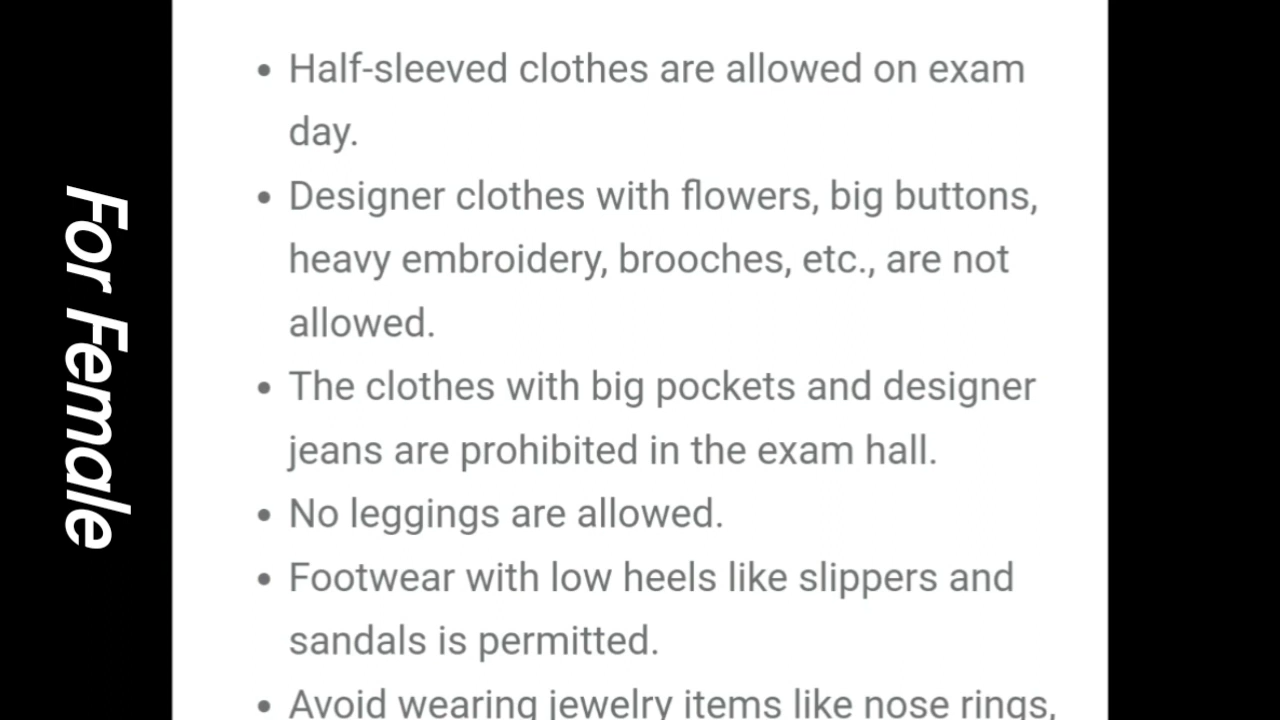 For Female
• Half-sleeved clothes are allowed on exam
day.
• Designer clothes with flowers, big buttons,
heavy embroidery, brooches, etc., are not
allowed.
• The clothes with big pockets and designer
jeans are prohibited in the exam hall.
• No leggings are allowed.
• Footwear with low heels like slippers and
sandals is permitted.
• Avoid wearing jewelry items like nose rings,